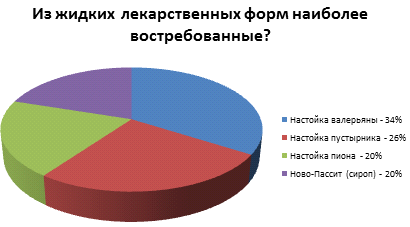 Из жидких лекарственных форм наиболее
востребованные?
Настойка валерьяны - 34%
Настойка пустырника - 26%
Настойка пиона - 20%
Ново-Пассит (сироп) - 20%